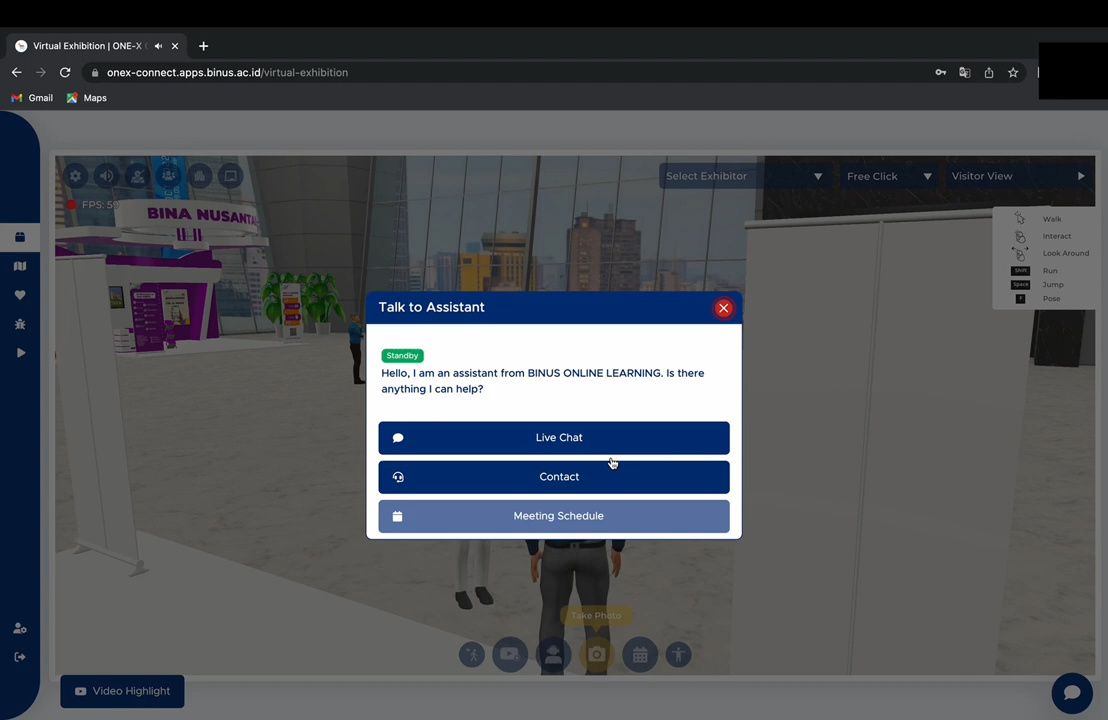 Virtual Exhibition | ONE-X
onex-connect.apps.binus.ac.id/virtual-exhibition
Gmail
Maps
Select Exhibitor
Free Click
Visitor View
FPS: 59
BINA NUSANTA
Walk
Interact
Look Around
Shift
Run
Space
Jump
Pose
Talk to Assistant
Standby
Hello, I am an assistant from BINUS ONLINE LEARNING. Is there
anything I can help?
Live Chat
Contact
Meeting Schedule
Take Photo
Video Highlight